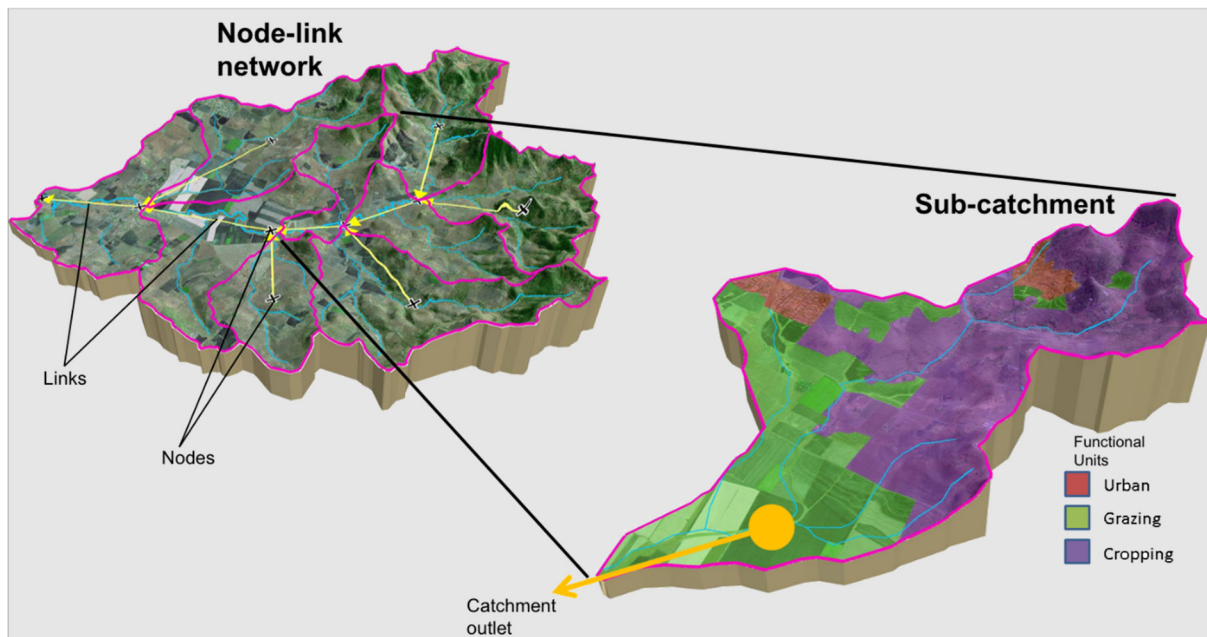 Node-link
network
Sub-catchment
Links
Nodes
Functional
Units
Urban
Grazing
Cropping
Catchment
outlet